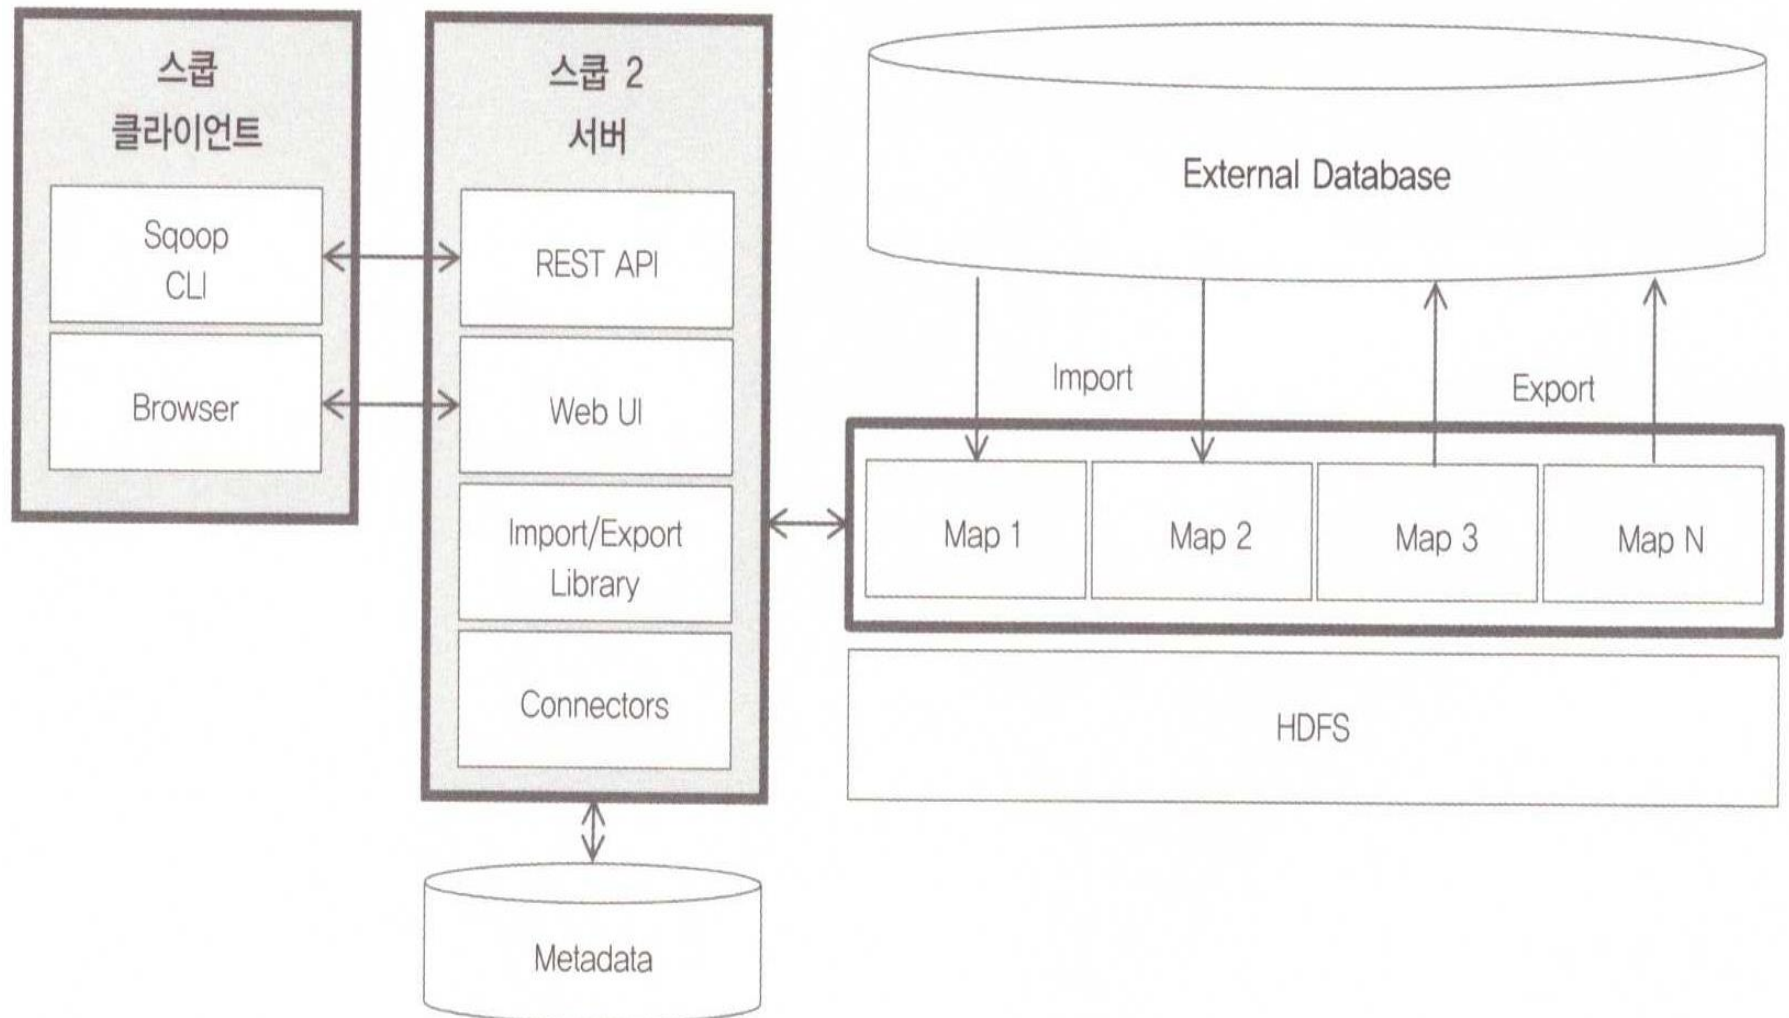 스쿱
클라이언트
Sqoop
CLI
Browser
스쿱 2
서버
REST API
Web UI
Import/Export
Library
Connectors
Metadata
External Database
Import
Export
Map 1
Map 2
Map 3
Map N
HDFS